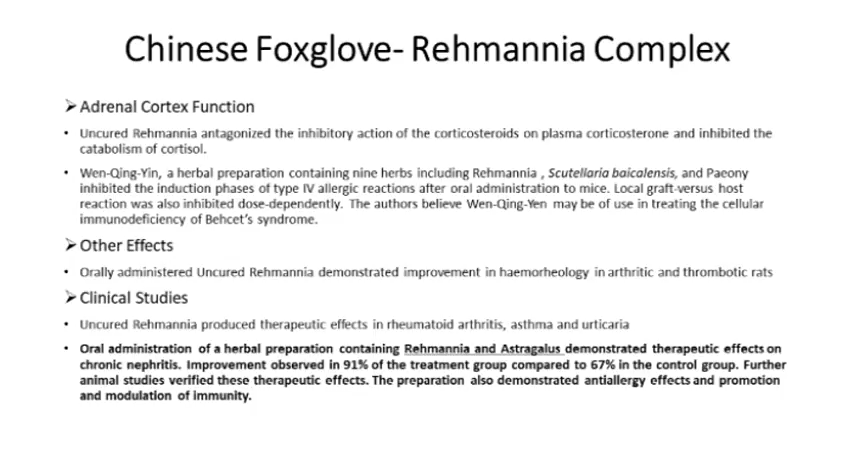 Chinese Foxglove- Rehmannia Complex
➢ Adrenal Cortex Function
• Uncured Rehmannia antagonized the inhibitory action of the corticosteroids on plasma corticosterone and inhibited the
catabolism of cortisol.
• Wen-Qing-Yin, a herbal preparation containing nine herbs including Rehmannia , Scutellaria baicalensis, and Paeony
inhibited the induction phases of type IV allergic reactions after oral administration to mice. Local graft-versus host
reaction was also inhibited dose-dependently. The authors believe Wen-Qing-Yen may be of use in treating the cellular
immunodeficiency of Behcet's syndrome.
➢ Other Effects
• Orally administered Uncured Rehmannia demonstrated improvement in haemorheology in arthritic and thrombotic rats
➢ Clinical Studies
• Uncured Rehmannia produced therapeutic effects in rheumatoid arthritis, asthma and urticaria
• Oral administration of a herbal preparation containing Rehmannia and Astragalus demonstrated therapeutic effects on
chronic nephritis. Improvement observed in 91% of the treatment group compared to 67% in the control group. Further
animal studies verified these therapeutic effects. The preparation also demonstrated antiallergy effects and promotion
and modulation of immunity.